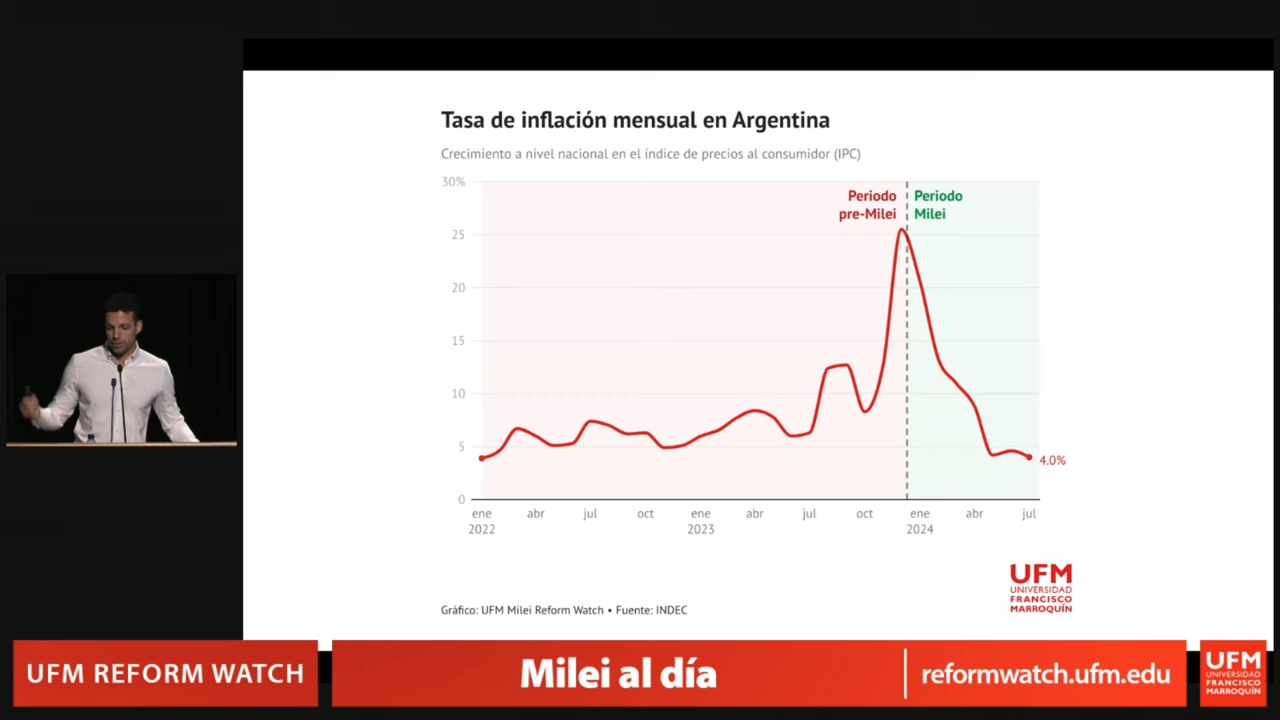 Tasa de inflación mensual en Argentina
Crecimiento a nivel nacional en el índice de precios al consumidor (IPC)
30%
25
20
15
10
5
0
Periodo
pre-Milei
Periodo
Milei
4.0%
ene
2022
abr
jul
oct
ene
2023
abr
jul
oct
ene
2024
abr
jul
UFM
UNIVERSIDAD
FRANCISCO
MARROQUÍN
Gráfico: UFM Milei Reform Watch • Fuente: INDEC
UFM REFORM WATCH
Milei al día
reformwatch.ufm.edu
UFM
UNIVERSIDAD
FRANCISCO
MARROQUÍN